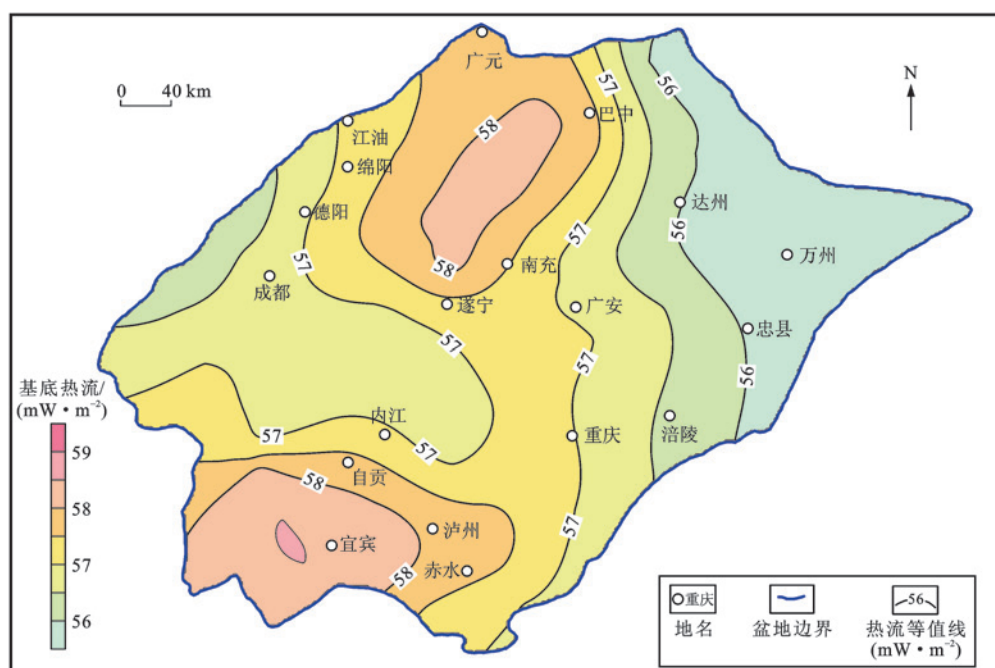 广元
0 40 km
N
57
56
58
巴中
江油
绵阳
达州
德阳
57
56
57
58
南充
万州
成都
遂宁
广安
忠县
57
57
56
基底热流/
(mW·m-2)
内江
57
57
重庆
涪陵
59
自贡
58
58
泸州
57
57
宜宾
58
赤水
56
重庆
56
地名
盆地边界
热流等值线
(mW·m-2)